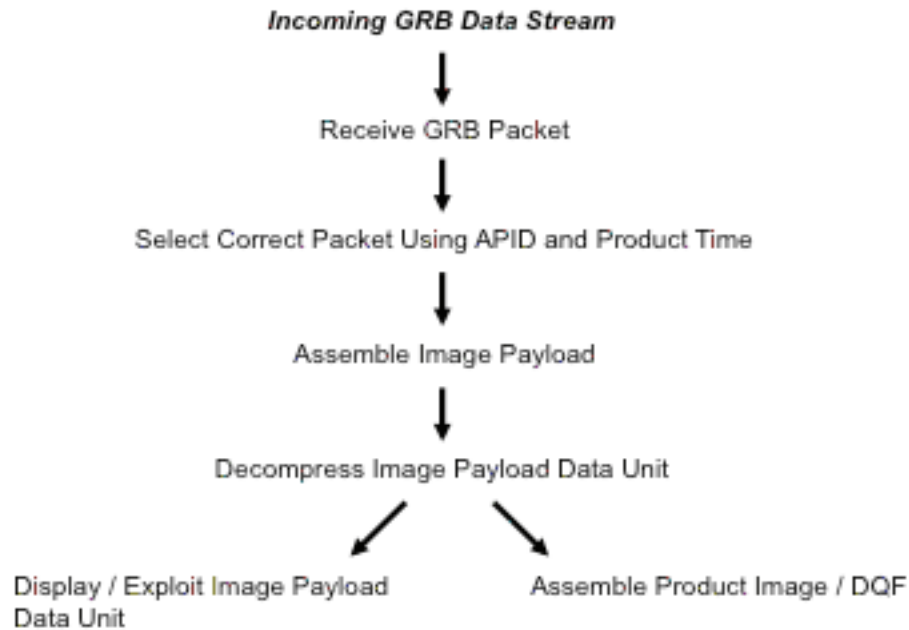 Incoming GRB Data Stream
Receive GRB Packet
Select Correct Packet Using APID and Product Time
Assemble Image Payload
Decompress Image Payload Data Unit
Display / Exploit Image Payload
Data Unit
Assemble Product Image / DQF